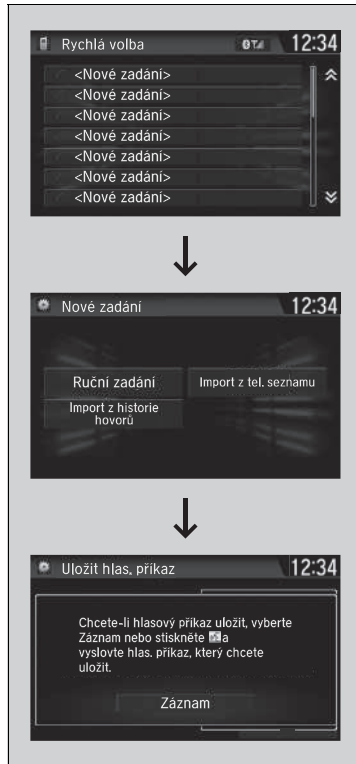 Rychlá volba 12:34
<Nové zadání>
<Nové zadání>
<Nové zadání>
<Nové zadání>
<Nové zadání>
<Nové zadání>
<Nové zadání>
Nové zadání 12:34
Ruční zadání Import z tel. seznamu
Import z historie
hovorů
Uložit hlas. příkaz 12:34
Chcete-li hlasový příkaz uložit, vyberte
Záznam nebo stiskněte a
vyslovte hlas. příkaz, který chcete
uložit.
Záznam